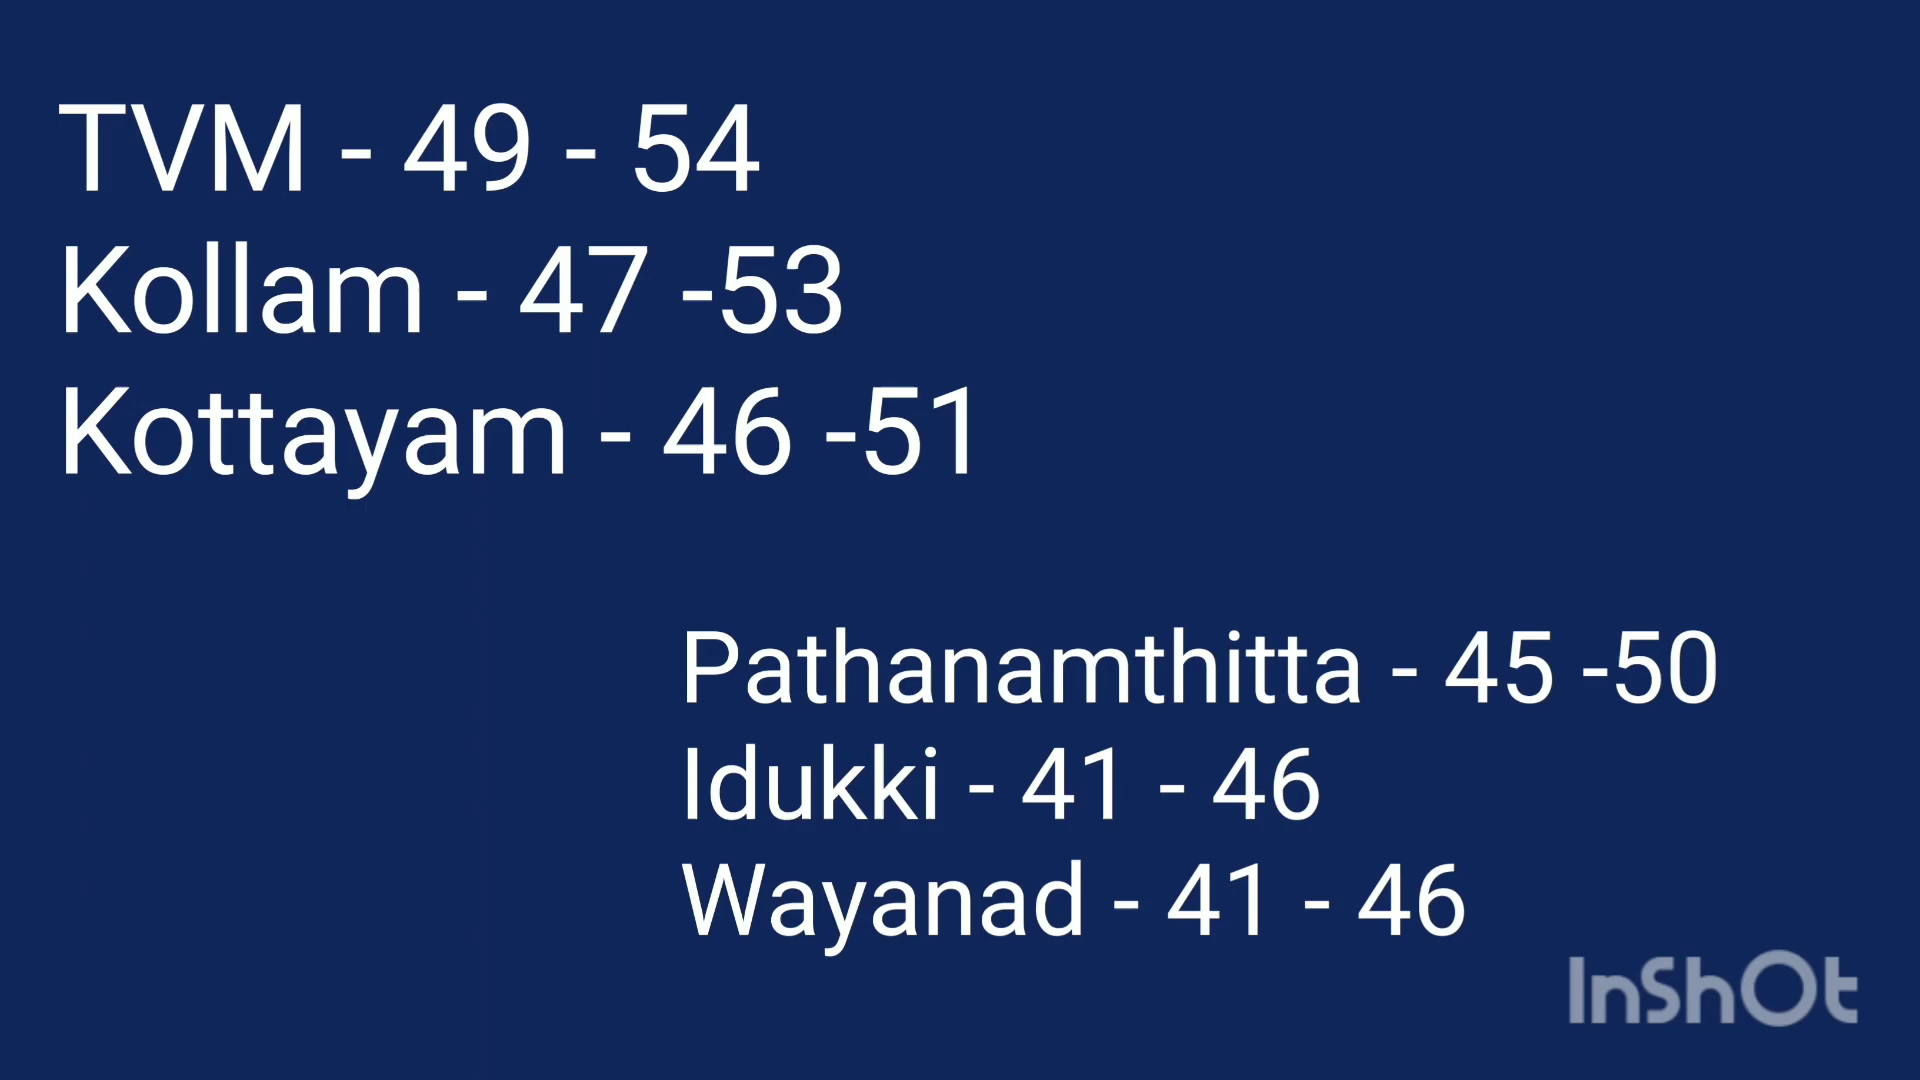 TVM - 49 - 54
Kollam - 47 -53
Kottayam - 46 -51
Pathanamthitta - 45 -50
Idukki - 41 - 46
Wayanad - 41 - 46
InShOt